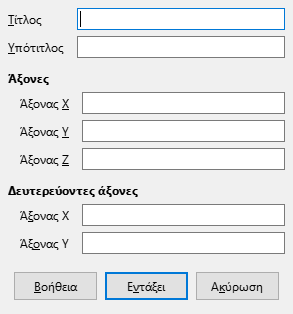 Τίτλος
Υπότιτλος
Άξονες
Άξονας X
Άξονας Y
Άξονας Z
Δευτερεύοντες άξονες
Άξονας X
Άξονας Y
Βοήθεια Εντάξει Ακύρωση